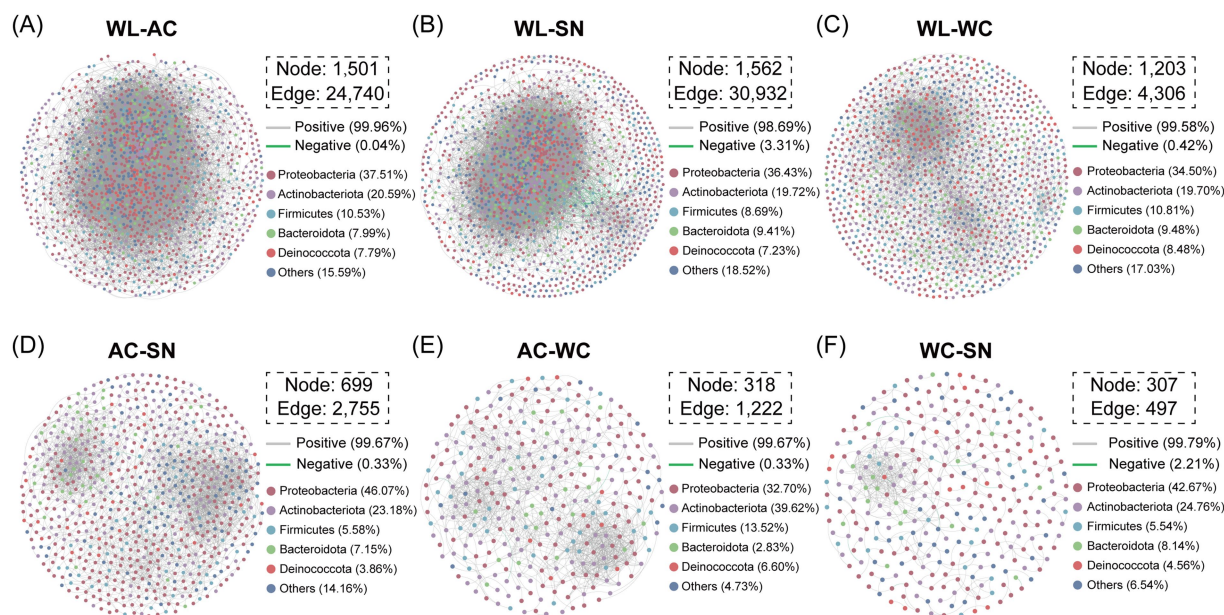 (A)
WL-AC
Node: 1,501
Edge: 24,740
Positive (99.96%)
Negative (0.04%)
Proteobacteria (37.51%)
Actinobacteriota (20.59%)
Firmicutes (10.53%)
Bacteroidota (7.99%)
Deinococcota (7.79%)
Others (15.59%)
(B)
WL-SN
Node: 1,562
Edge: 30,932
Positive (98.69%)
Negative (3.31%)
Proteobacteria (36.43%)
Actinobacteriota (19.72%)
Firmicutes (8.69%)
Bacteroidota (9.41%)
Deinococcota (7.23%)
Others (18.52%)
(C)
WL-WC
Node: 1,203
Edge: 4,306
Positive (99.58%)
Negative (0.42%)
Proteobacteria (34.50%)
Actinobacteriota (19.70%)
Firmicutes (10.81%)
Bacteroidota (9.48%)
Deinococcota (8.48%)
Others (17.03%)
(D)
AC-SN
Node: 699
Edge: 2,755
Positive (99.67%)
Negative (0.33%)
Proteobacteria (46.07%)
Actinobacteriota (23.18%)
Firmicutes (5.58%)
Bacteroidota (7.15%)
Deinococcota (3.86%)
Others (14.16%)
(E)
AC-WC
Node: 318
Edge: 1,222
Positive (99.67%)
Negative (0.33%)
Proteobacteria (32.70%)
Actinobacteriota (39.62%)
Firmicutes (13.52%)
Bacteroidota (2.83%)
Deinococcota (6.60%)
Others (4.73%)
(F)
WC-SN
Node: 307
Edge: 497
Positive (99.79%)
Negative (2.21%)
Proteobacteria (42.67%)
Actinobacteriota (24.76%)
Firmicutes (5.54%)
Bacteroidota (8.14%)
Deinococcota (4.56%)
Others (6.54%)